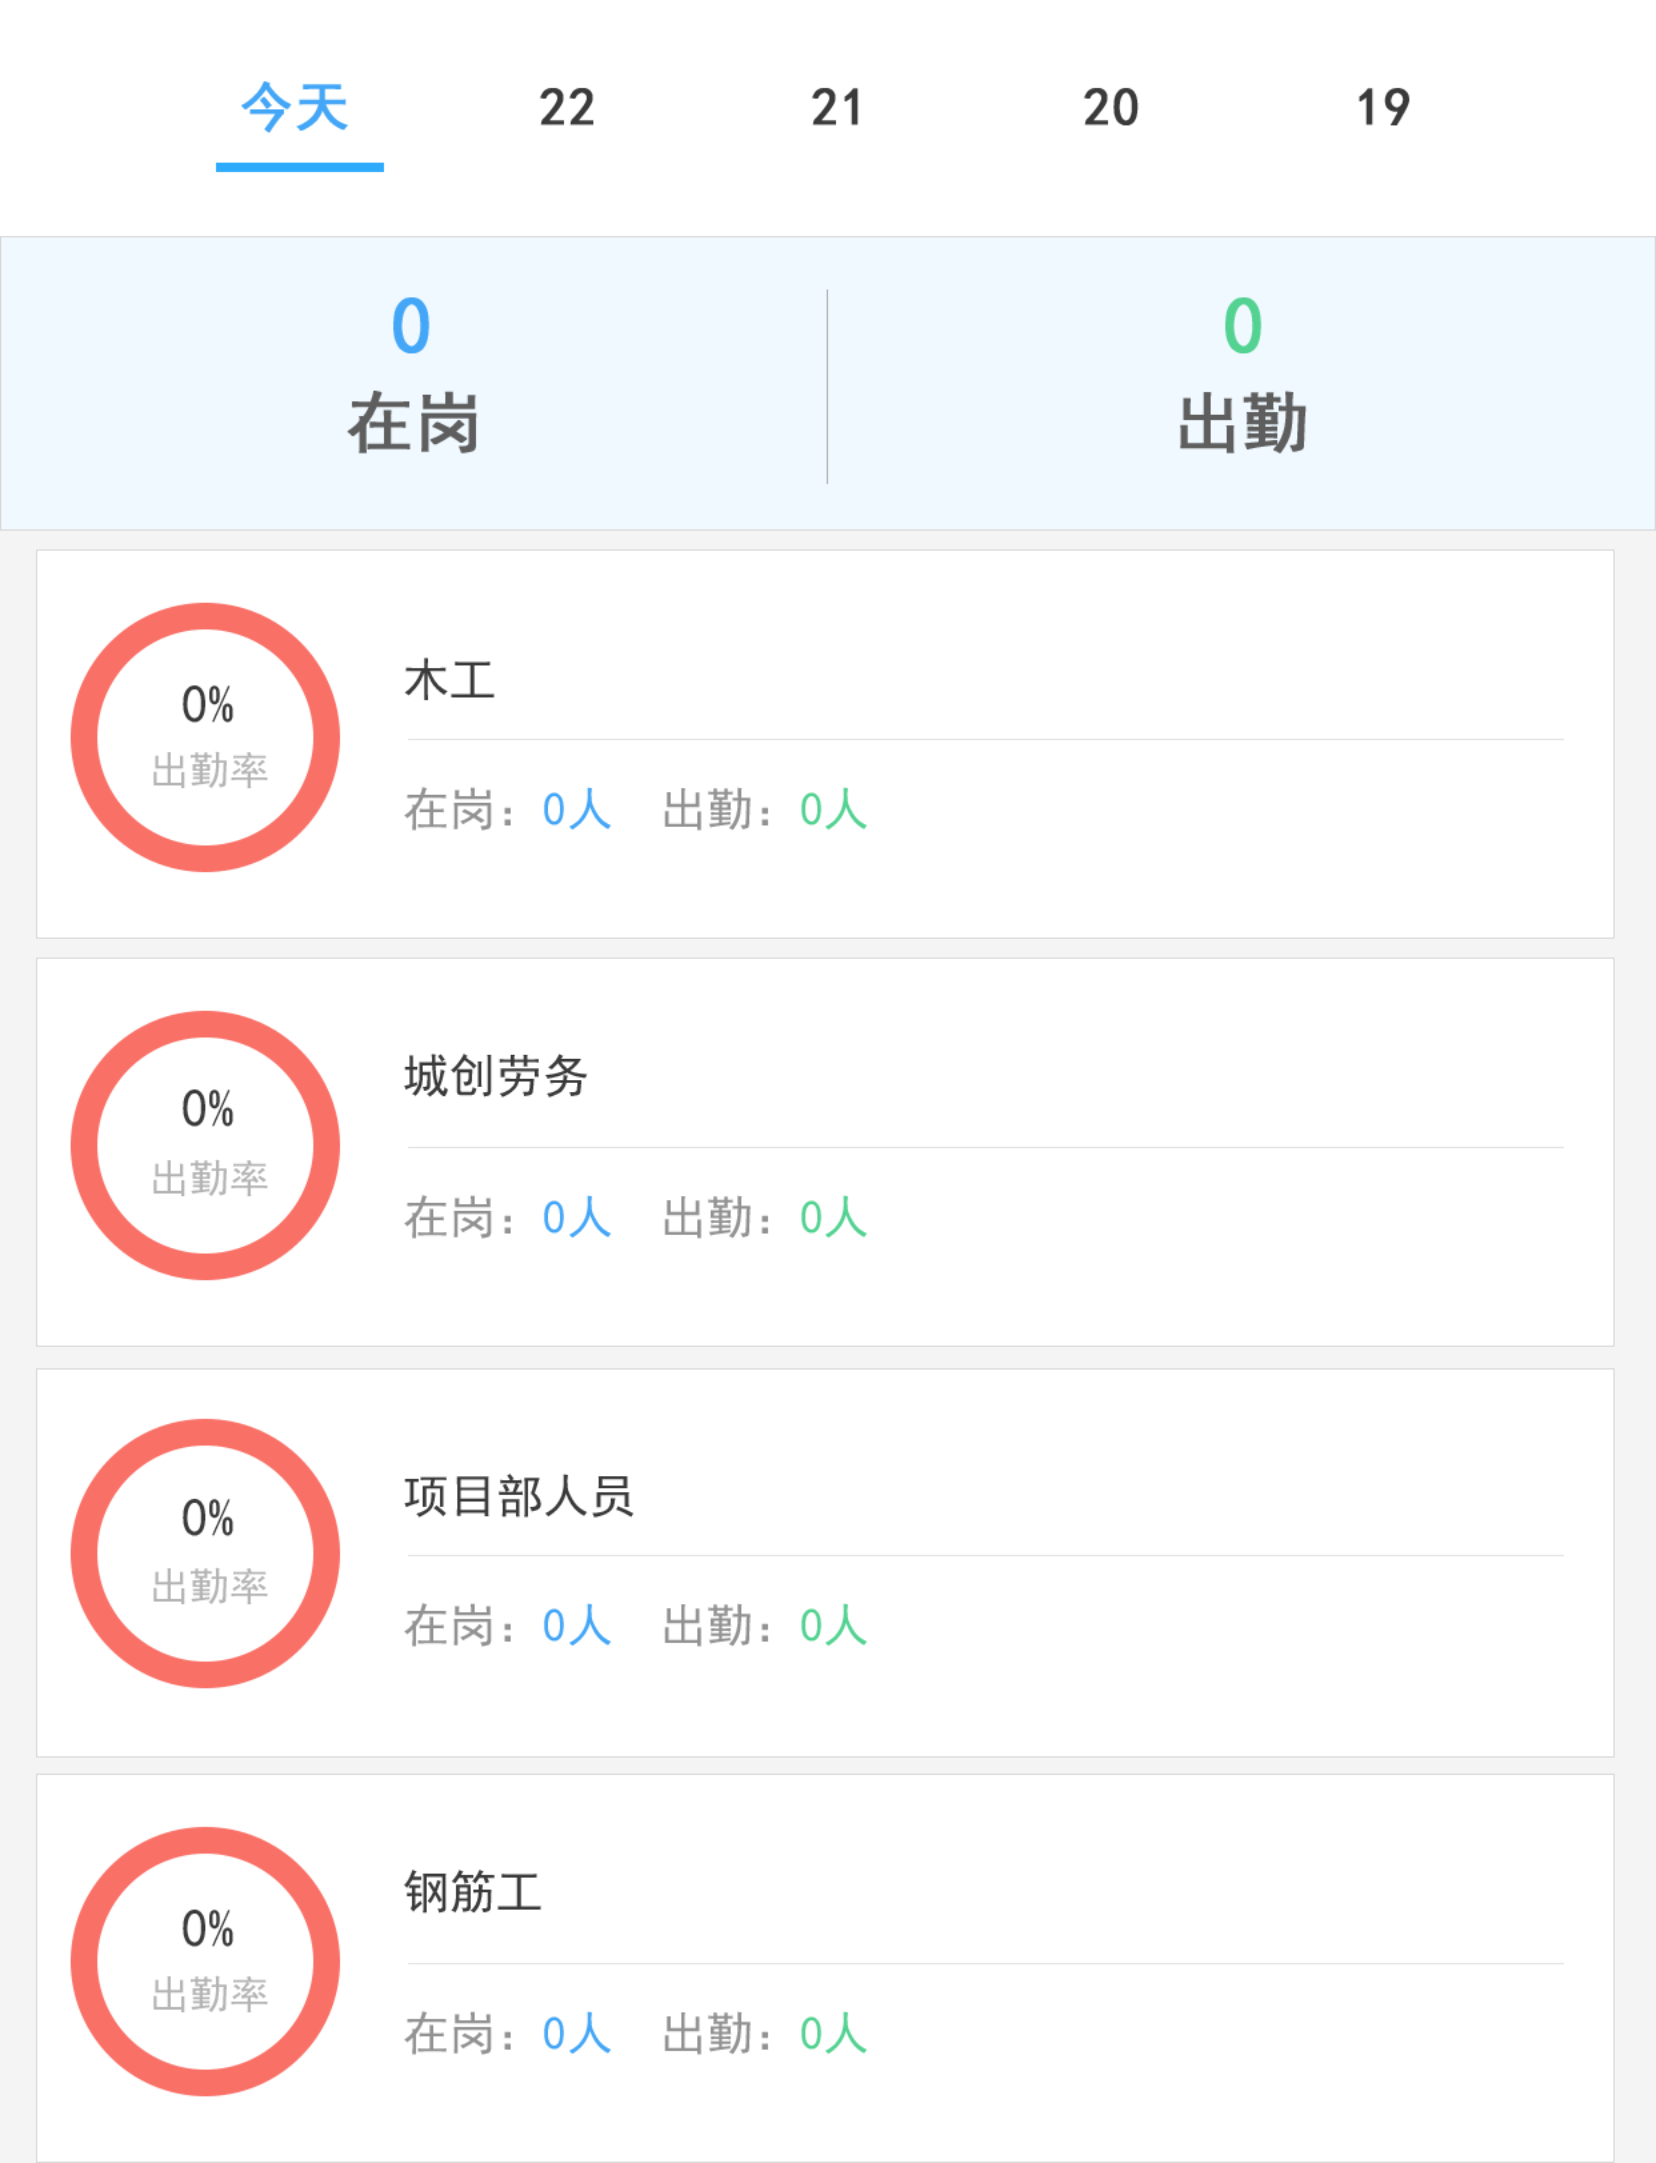 今天 22 21 20 19
0 0
在岗 出勤
木工
0%
出勤率
在岗：0人 出勤：0人
城创劳务
0%
出勤率
在岗：0人 出勤：0人
项目部人员
0%
出勤率
在岗：0人 出勤：0人
钢筋工
0%
出勤率
在岗：0人 出勤：0人